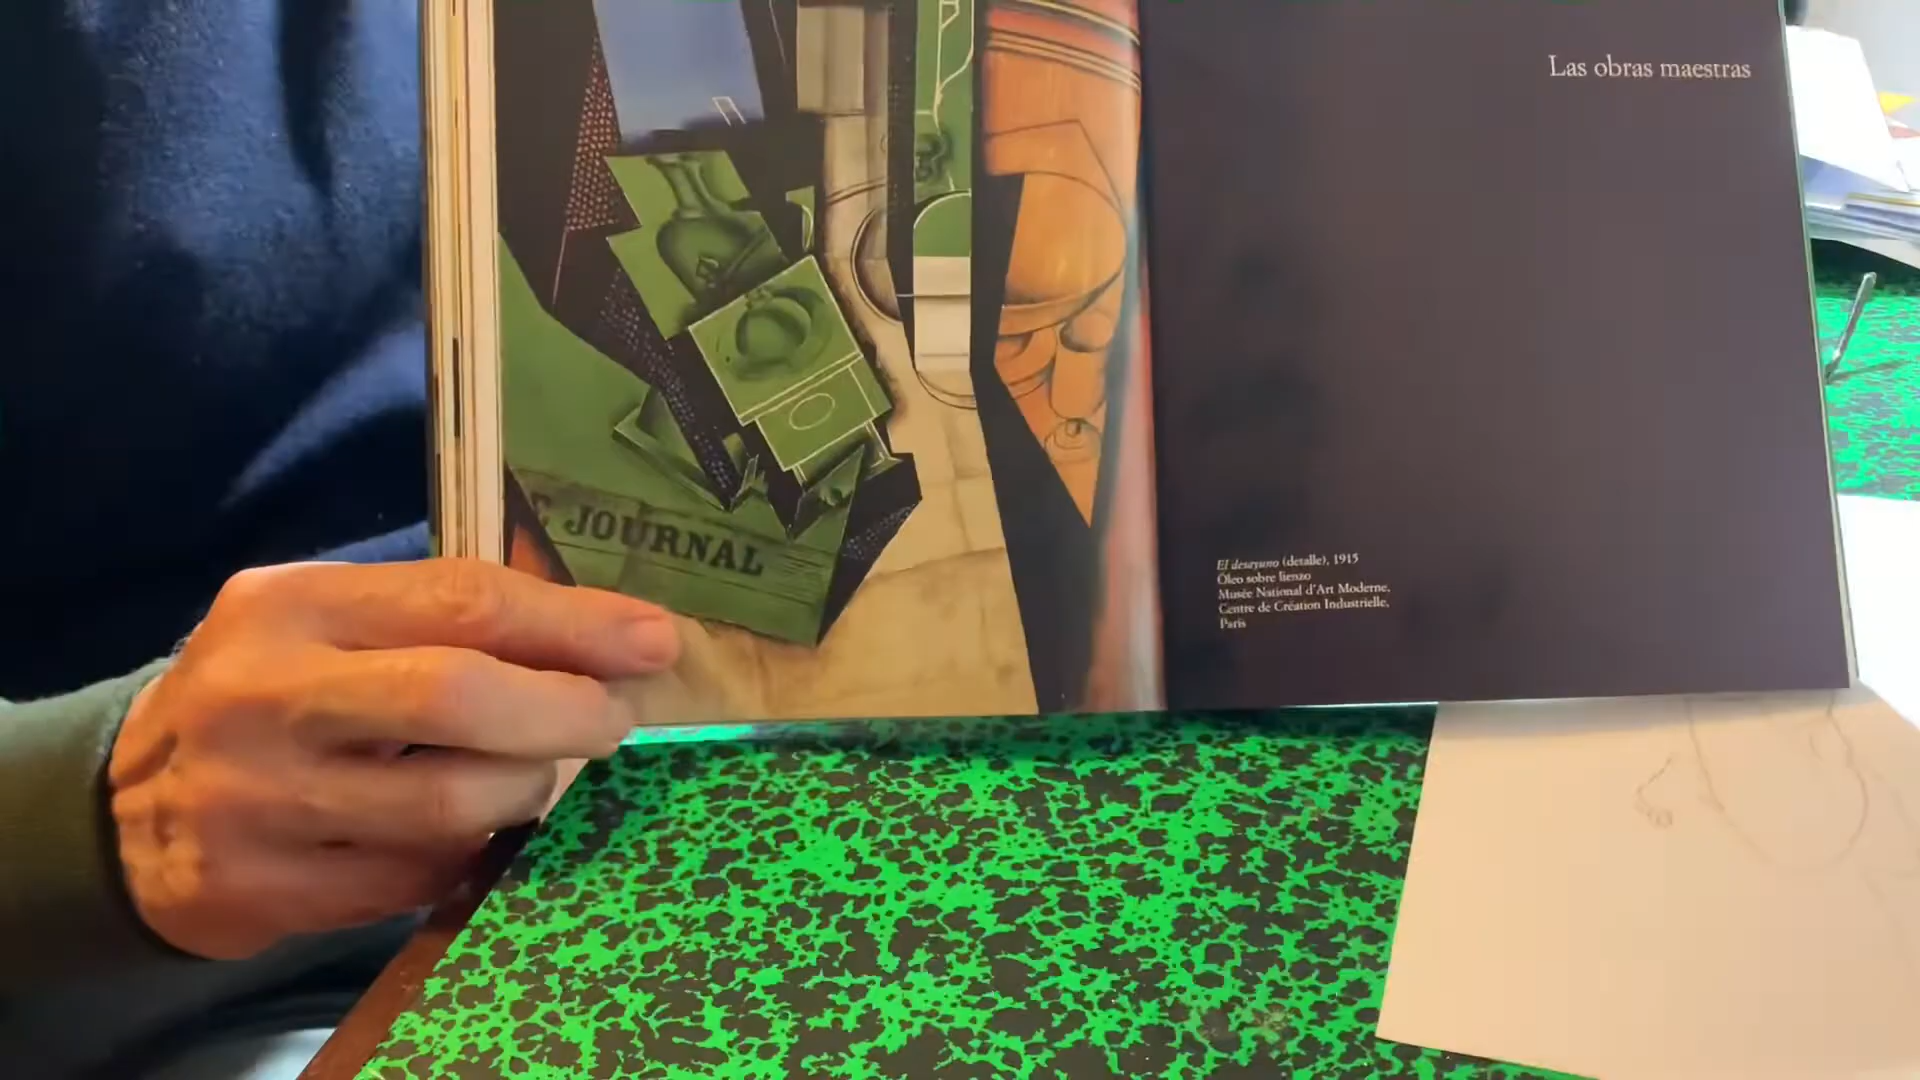 E JOURNAL
Las obras maestras
El desayuno (detalle), 1915
Óleo sobre lienzo
Musée National d'Art Moderne,
Centre de Création Industrielle,
Paris